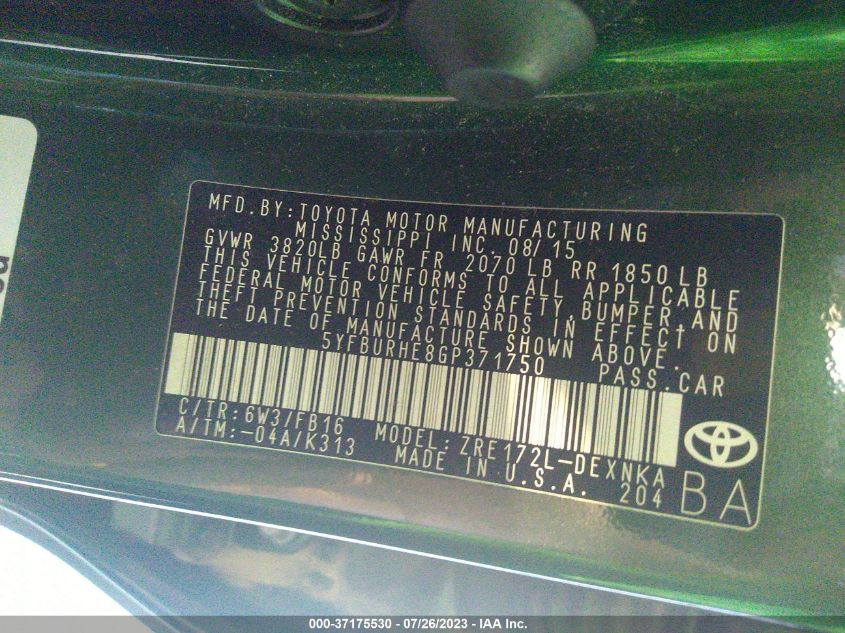 MFD.BY:TOYOTA MOTOR MANUFACTURING
MISSISSIPPI INC. 08/15
GVWR 3820LB GAWR FR 2070 LB RR 1850 LB
THIS VEHICLE CONFORMS TO ALL APPLICABLE
FEDERAL MOTOR VEHICLE SAFETY, BUMPER, AND
THEFT PREVENTION STANDARDS IN EFFECT ON
THE DATE OF MANUFACTURE SHOWN ABOVE.
5YFBURHE8GP371750 PASS.CAR
C/TR:6W3/FB16 MODEL:ZRE172L-DEXNKA
A/TM:-04A/K313 MADE IN U.S.A. 204
BA
000-37175530 - 07/26/2023 - IAA Inc.